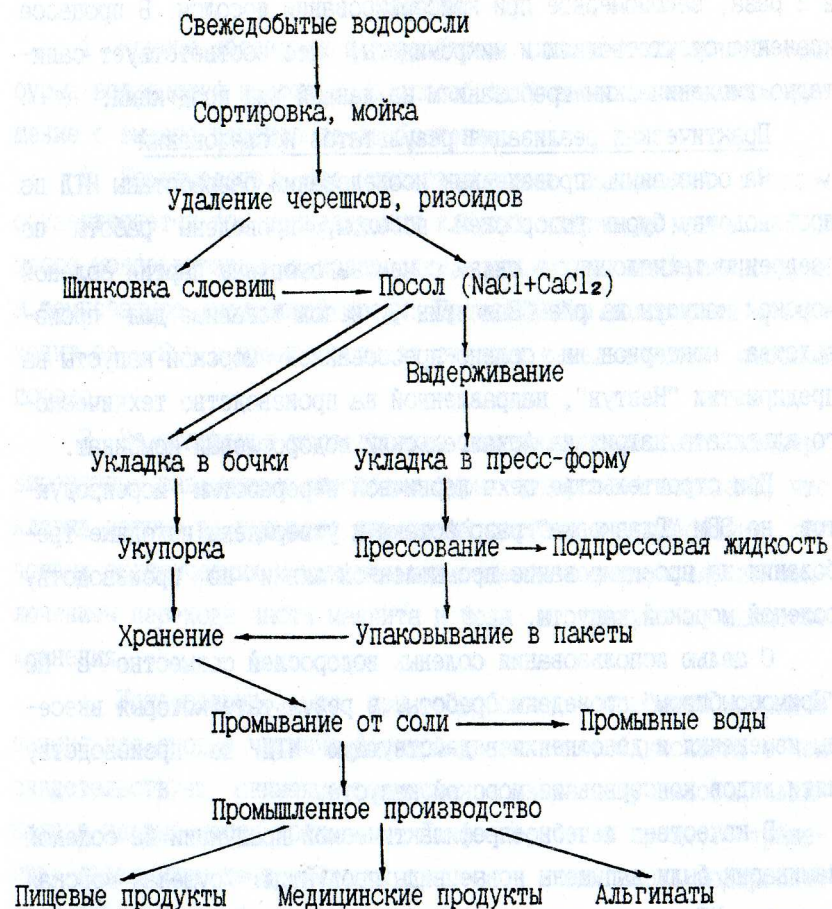 Свежедобытые водоросли
Сортировка, мойка
Удаление черешков, ризоидов
Шинковка слоевищ Посол (NaCl+CaCl₂)
Выдерживание
Укладка в бочки Укладка в пресс-форму
Укупорка Прессование Подпрессовая жидкость
Хранение Упаковывание в пакеты
Промывание от соли Промывные воды
Промышленное производство
Пищевые продукты Медицинские продукты Альгинаты